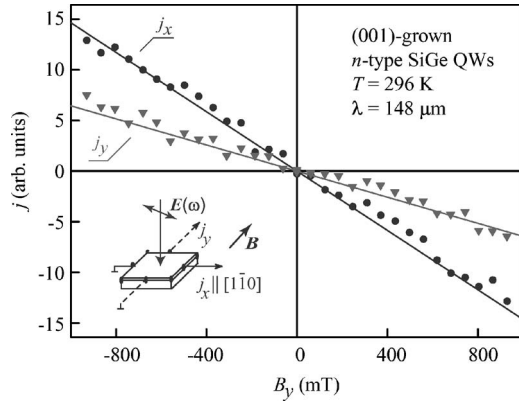 15
10
5
0
-5
-10
-15
j (arb. units)
j_x
j_y
(001)-grown
n-type SiGe QWs
T = 296 K
λ = 148 μm
E(ω)
j_y
B
j_x || [11̄0]
-800
-400
0
400
800
B_y (mT)